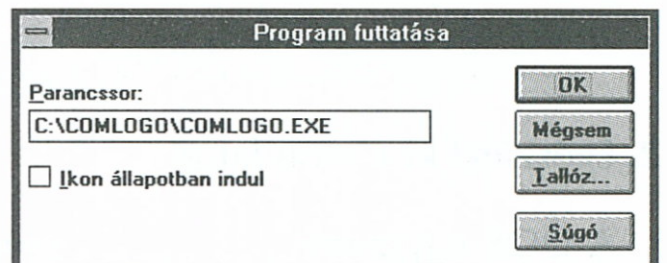 Program futtatása
Parancssor:
OK
C:\COMLOGO\COMLOGO.EXE
Mégsem
Ikon állapotban indul
Tallóz...
Súgó